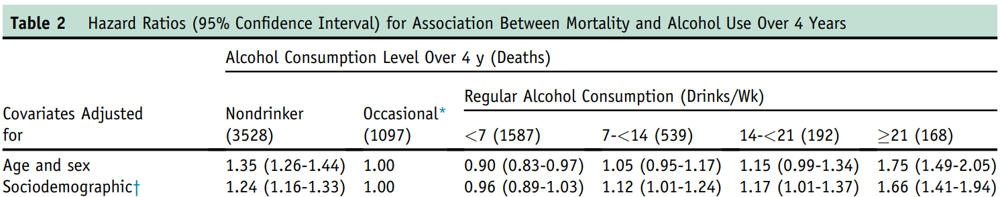 Table 2 Hazard Ratios (95% Confidence Interval) for Association Between Mortality and Alcohol Use Over 4 Years
Alcohol Consumption Level Over 4 y (Deaths)
Regular Alcohol Consumption (Drinks/Wk)
Covariates Adjusted for
Nondrinker (3528)
Occasional* (1097)
<7 (1587) 7-<14 (539) 14-<21 (192) ≥21 (168)
Age and sex 1.35 (1.26-1.44) 1.00 0.90 (0.83-0.97) 1.05 (0.95-1.17) 1.15 (0.99-1.34) 1.75 (1.49-2.05)
Sociodemographic† 1.24 (1.16-1.33) 1.00 0.96 (0.89-1.03) 1.12 (1.01-1.24) 1.17 (1.01-1.37) 1.66 (1.41-1.94)